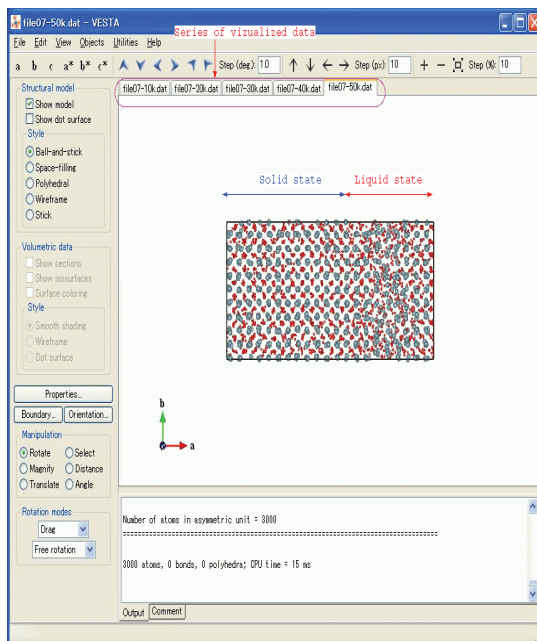 file07-50k.dat - VESTA
File Edit View Objects Utilities Help
Series of vizualized data
a b c a* b* c* Step (deg.): 10 Step (px): 10 Step (%): 10
file07-10k.dat file07-20k.dat file07-30k.dat file07-40k.dat file07-50k.dat
Structural model
Show model
Show dot surface
Style
Ball-and-stick
Space-filling
Polyhedral
Wireframe
Stick
Volumetric data
Show sections
Show isosurfaces
Surface coloring
Style
Smooth shading
Wireframe
Dot surface
Properties...
Boundary... Orientation...
Manipulation
Rotate Select
Magnify Distance
Translate Angle
Rotation modes
Drag
Free rotation
Solid state Liquid state
b
a
Number of atoms in asymmetric unit = 3000
3000 atoms, 0 bonds, 0 polyhedra; CPU time = 15 ms
Output Comment